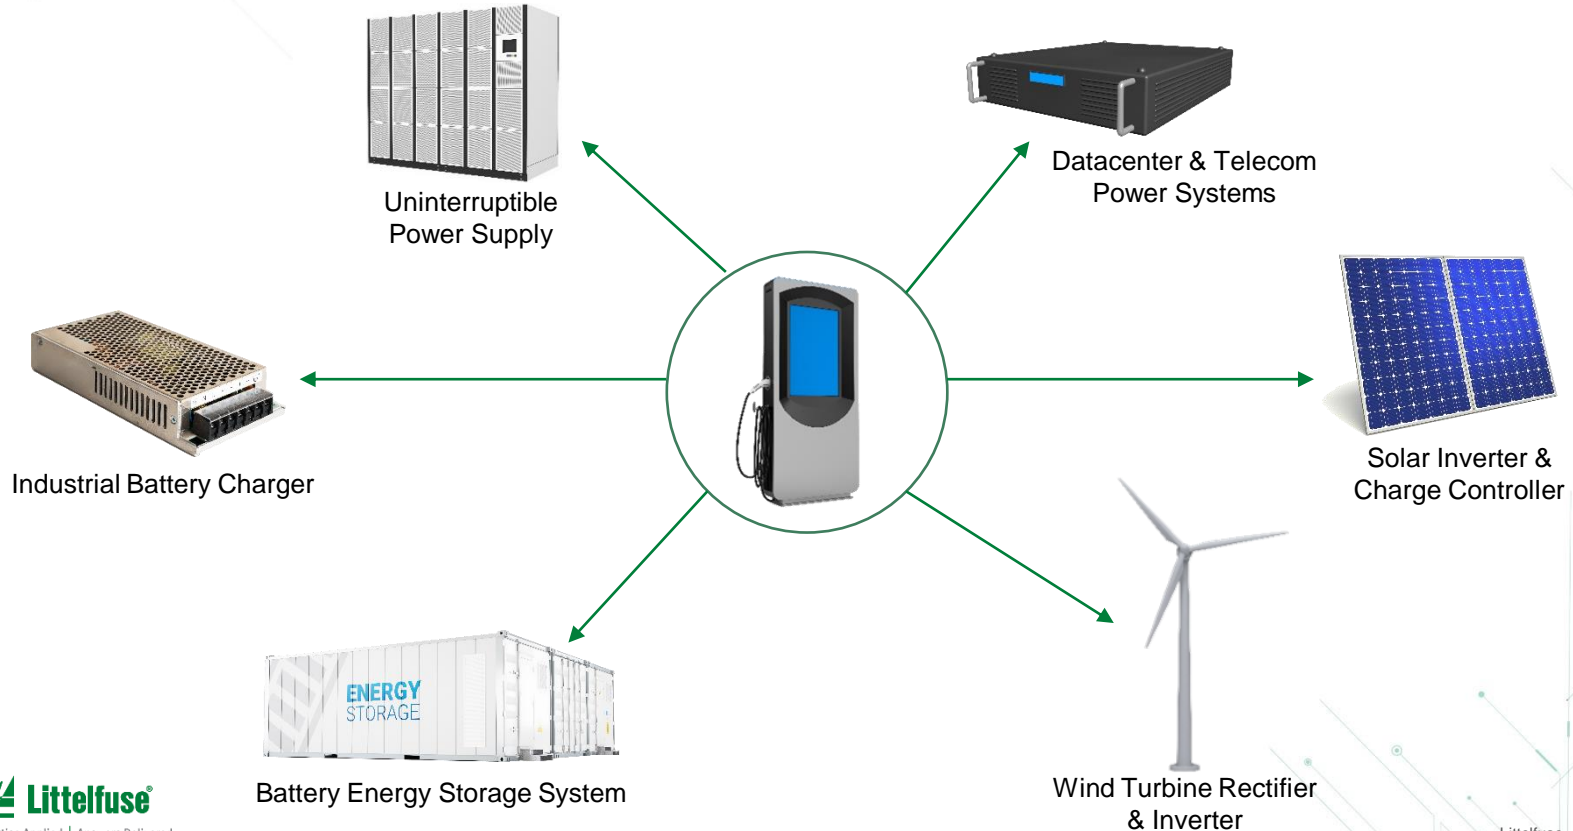 Uninterruptible
Power Supply
Datacenter & Telecom
Power Systems
Industrial Battery Charger
Solar Inverter &
Charge Controller
ENERGY
STORAGE
Battery Energy Storage System
Wind Turbine Rectifier
& Inverter
Littelfuse®